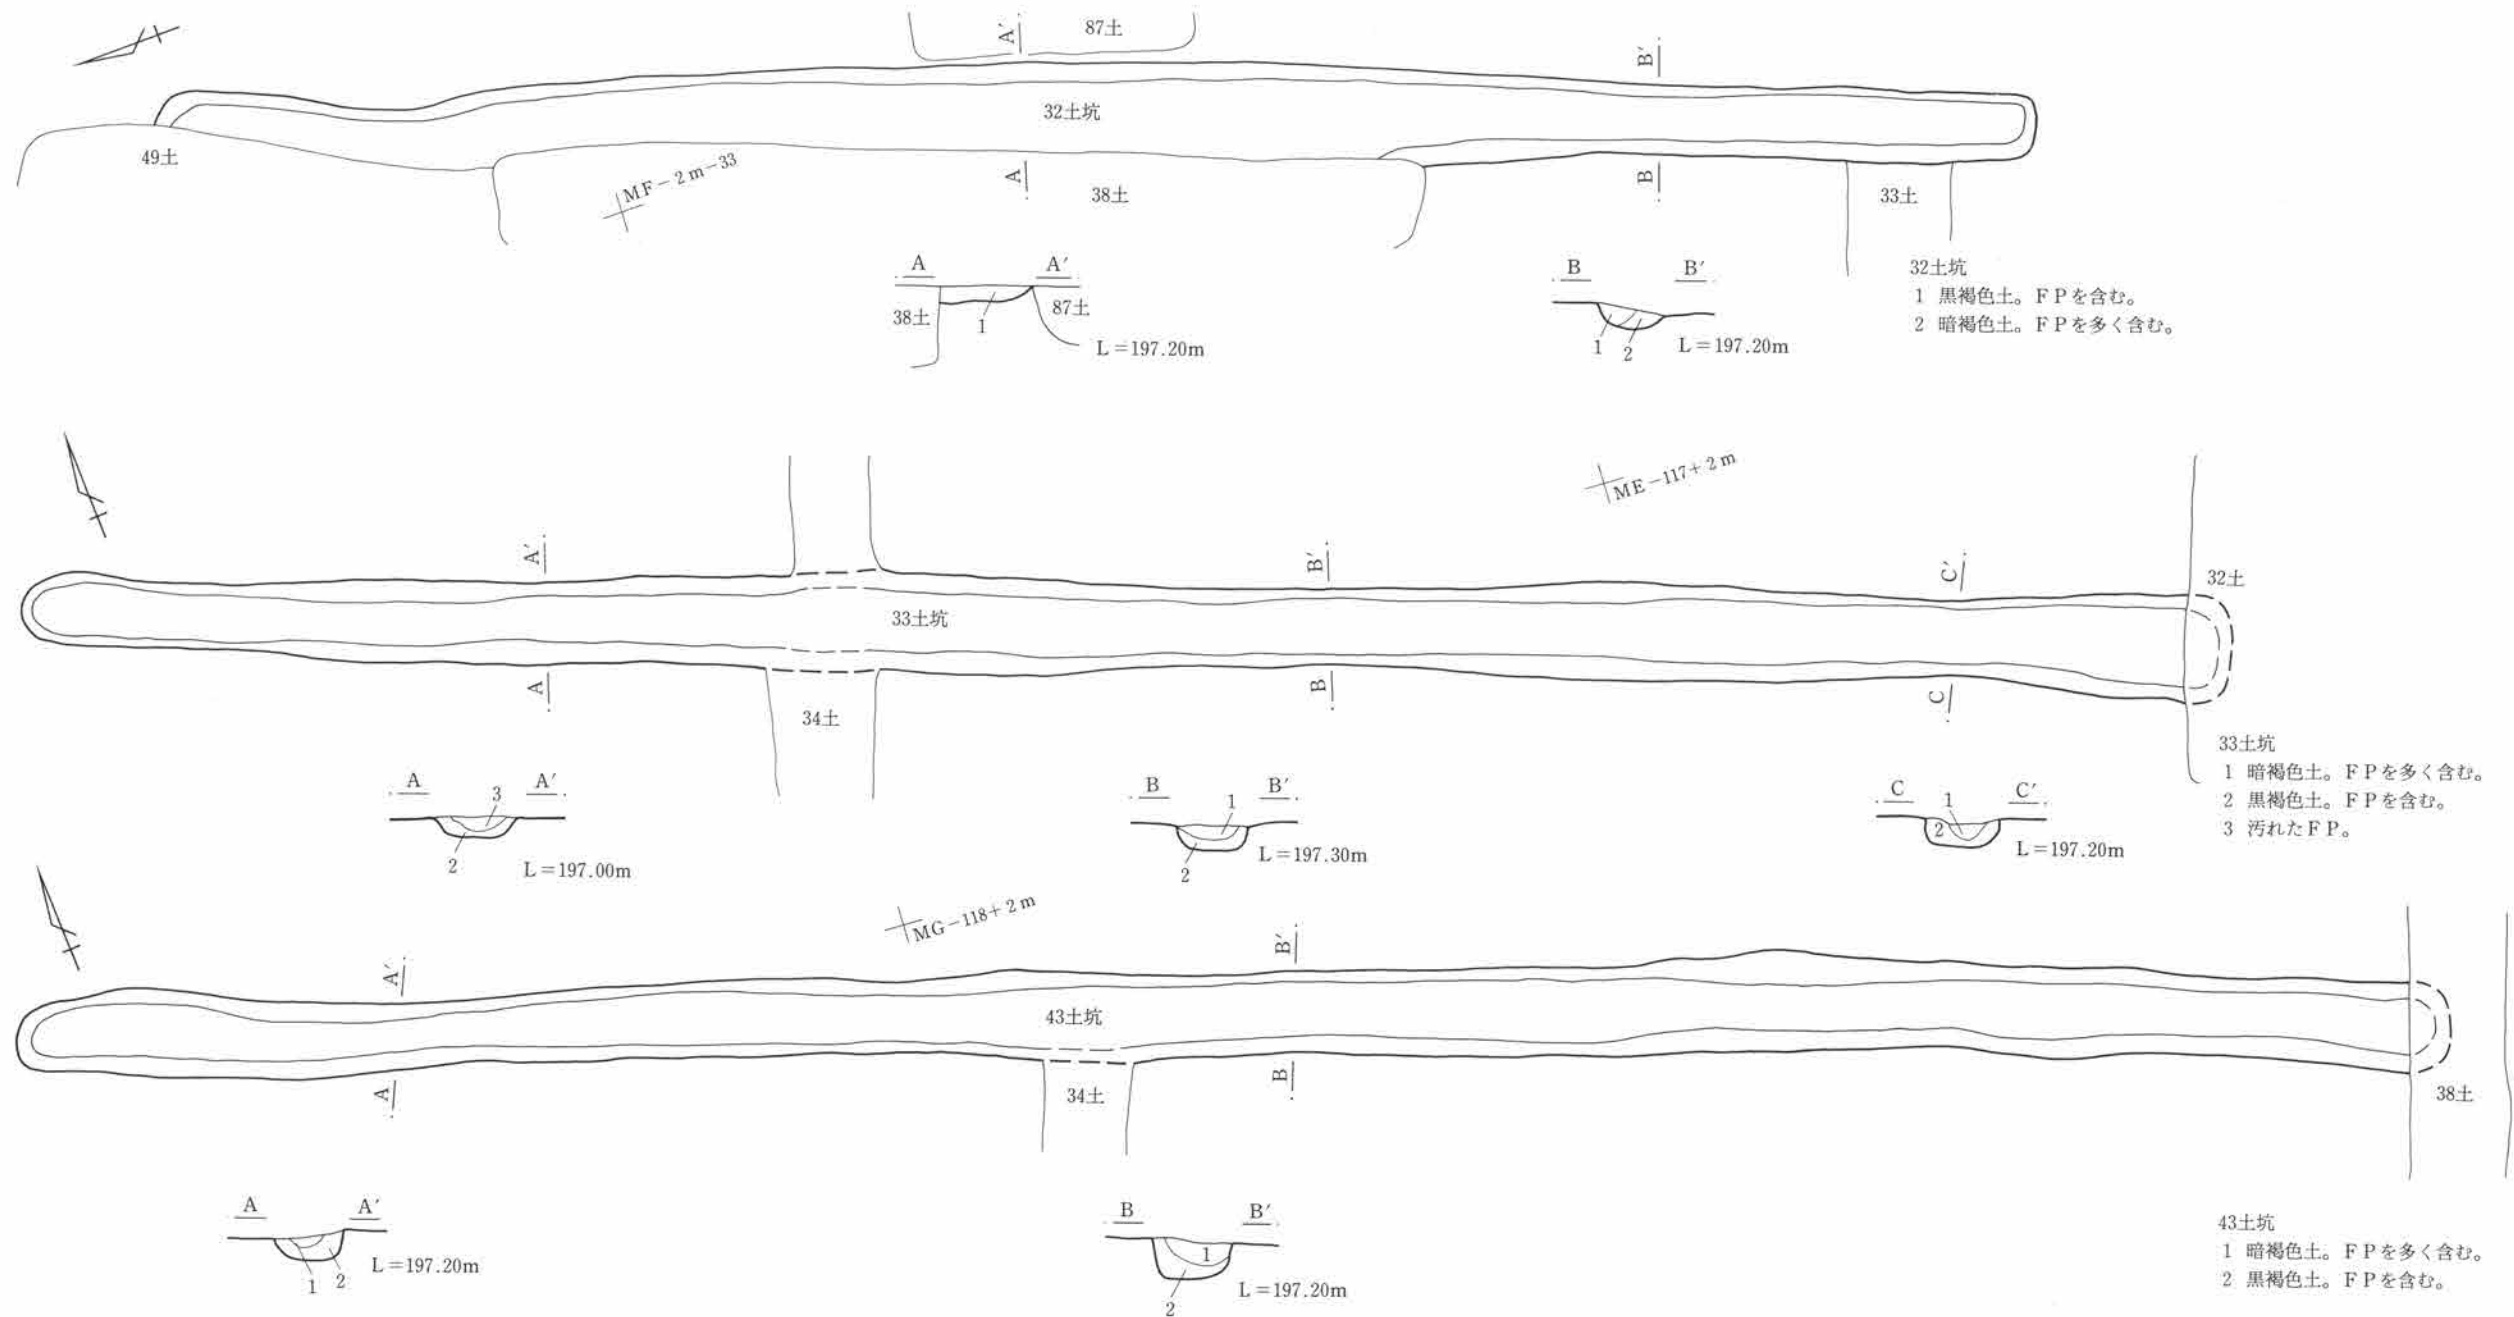 87土
A′
B′
32土坑
49土
MF－2m－33
A
38土
B
33土
A A′
38土 1 87土
L＝197.20m
B B′
1 2
L＝197.20m
32土坑
1 黒褐色土。ＦＰを含む。
2 暗褐色土。ＦＰを多く含む。
ME－117＋2m
A′
B′
C′
32土
33土坑
A
B
C
34土
A A′
3
2
L＝197.00m
B B′
1
2
L＝197.30m
C C′
1
2
L＝197.20m
33土坑
1 暗褐色土。ＦＰを多く含む。
2 黒褐色土。ＦＰを含む。
3 汚れたＦＰ。
MG－118＋2m
A′
B′
43土坑
A
B
34土
38土
A A′
1 2
L＝197.20m
B B′
1
2
L＝197.20m
43土坑
1 暗褐色土。ＦＰを多く含む。
2 黒褐色土。ＦＰを含む。